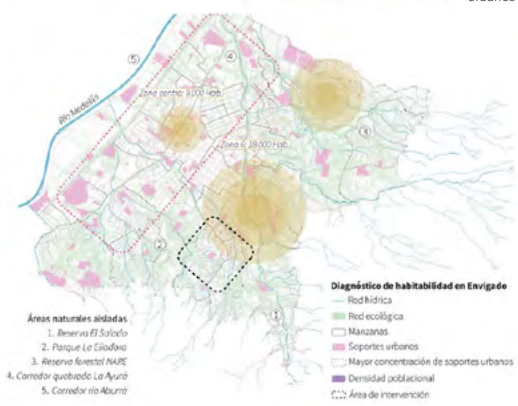 urbanos
5
4
Río Medellín
Zona centro: 9.000 Hab.
3
Zona 6: 18.000 Hab.
2
1
Áreas naturales aisladas
1. Reserva El Salado
2. Parque La Eliodora
3. Reserva forestal NARE
4. Corredor quebrada La Ayurá
5. Corredor río Aburrá
Diagnóstico de habitabilidad en Envigado
Red hídrica
Red ecológica
Manzanas
Soportes urbanos
Mayor concentración de soportes urbanos
Densidad poblacional
Área de intervención